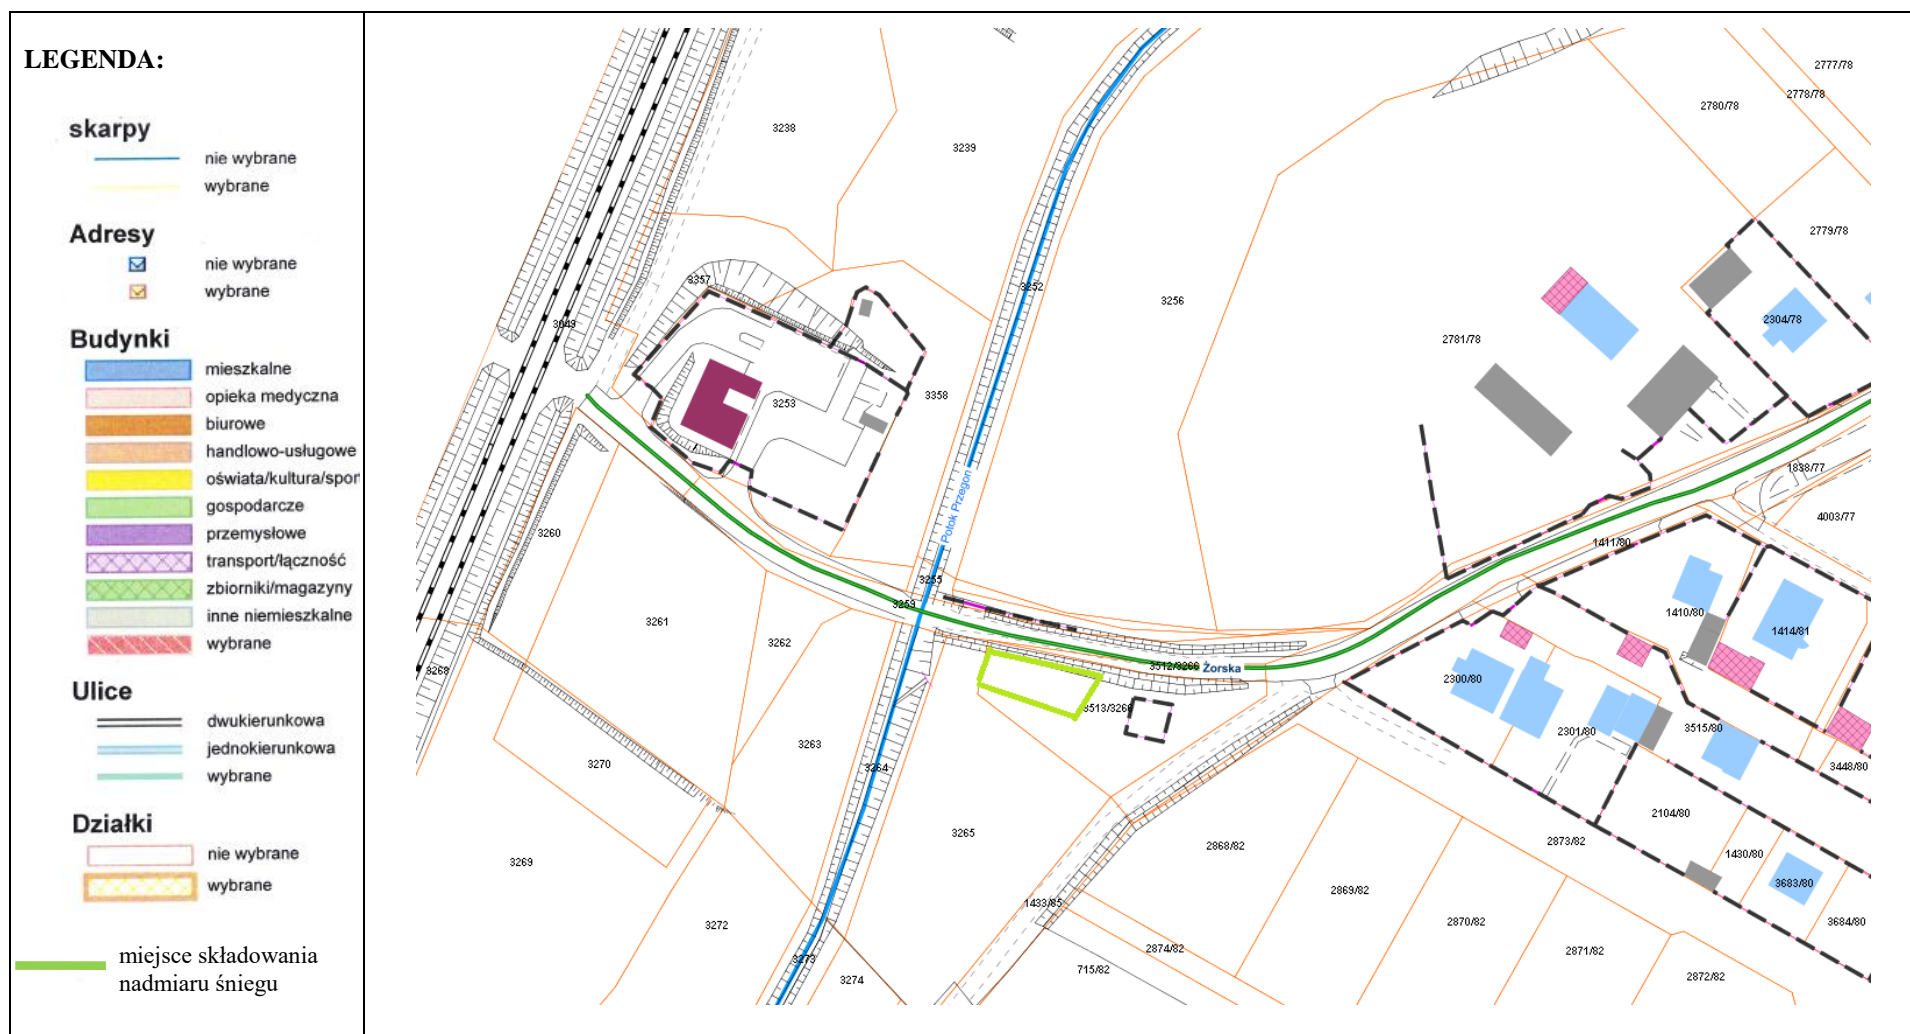 LEGENDA:
skarpy
nie wybrane
wybrane
Adresy
nie wybrane
wybrane
Budynki
mieszkalne
opieka medyczna
biurowe
handlowo-usługowe
oświata/kultura/spor
gospodarcze
przemysłowe
transport/łączność
zbiorniki/magazyny
inne niemieszkalne
wybrane
Ulice
dwukierunkowa
jednokierunkowa
wybrane
Działki
nie wybrane
wybrane
miejsce składowania
nadmiaru śniegu
2777/78
2778/78
2780/78
3238
3239
2779/78
3357
3252
3256
3049
2304/78
2781/78
3253
3358
1838/77
Potok Przegon
4003/77
3260
1411/80
3255
3259
1410/80
3261
3262
1414/81
3512/3266
Żorska
3268
2300/80
3513/3266
2301/80
3515/80
3263
3264
3270
3448/80
2104/80
3265
2868/82
2873/82
1430/80
3269
3683/80
2869/82
1433/85
3272
2870/82
3684/80
2874/82
2871/82
3273
715/82
3274
2872/82